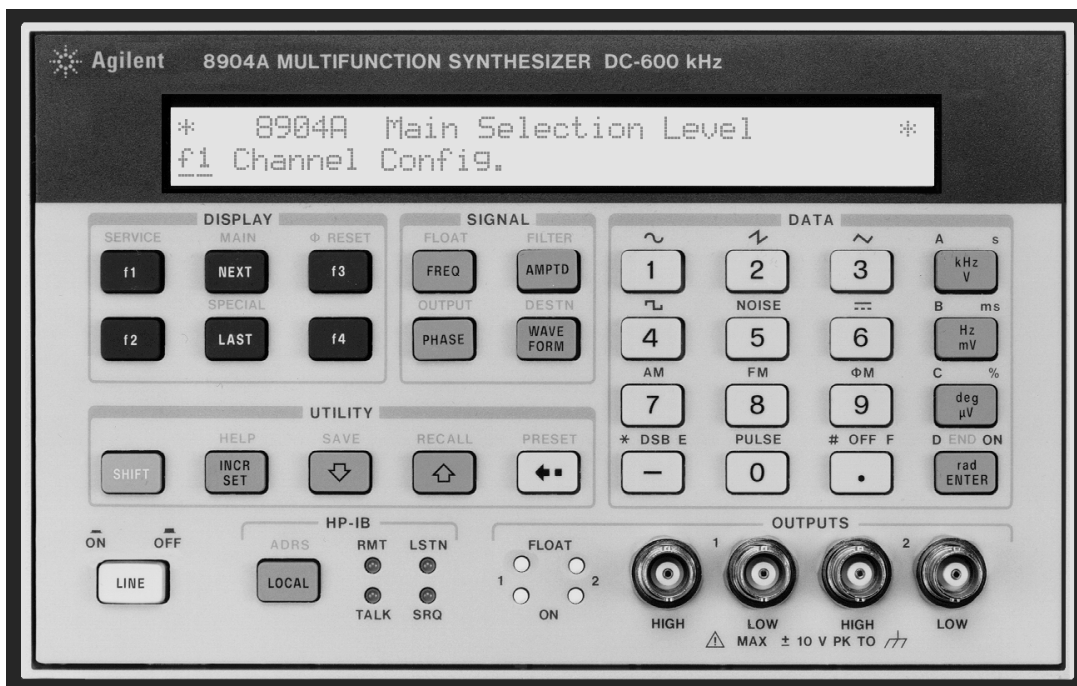 Agilent 8904A MULTIFUNCTION SYNTHESIZER DC-600 kHz
* 8904A Main Selection Level *
f1 Channel Config.
DISPLAY SIGNAL DATA
SERVICE MAIN Φ RESET FLOAT FILTER A s
f1 NEXT f3 FREQ AMPTD 1 2 3 kHz V
SPECIAL OUTPUT DESTN NOISE B ms
f2 LAST f4 PHASE WAVE FORM 4 5 6 Hz mV
AM FM ΦM C %
7 8 9 deg µV
UTILITY
HELP SAVE RECALL PRESET * DSB E PULSE # OFF F D END ON
SHIFT INCR SET − 0 . rad ENTER
HP-IB OUTPUTS
ON OFF ADRS RMT LSTN FLOAT 1 2
LINE LOCAL 1 2
TALK SRQ ON HIGH LOW HIGH LOW
MAX ± 10 V PK TO